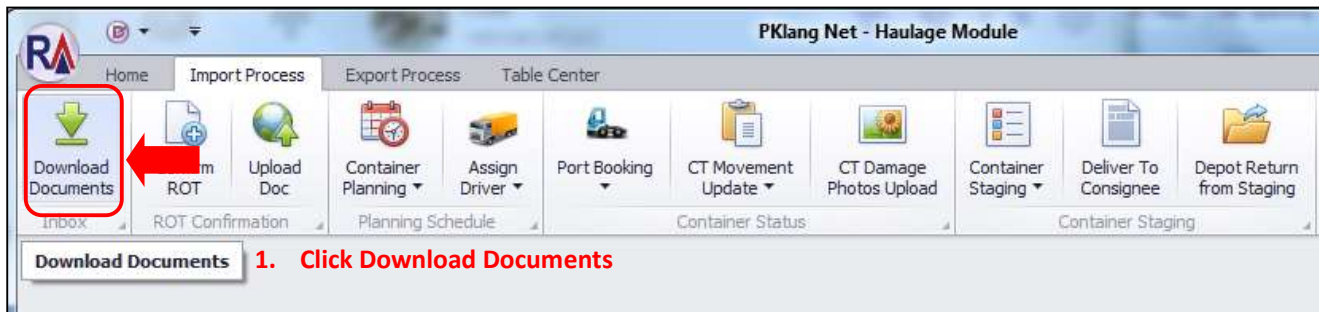 PKlang Net - Haulage Module
RA
Home Import Process Export Process Table Center
Download Documents
ROT
Upload Doc
Container Planning
Assign Driver
Port Booking
CT Movement Update
CT Damage Photos Upload
Container Staging
Deliver To Consignee
Depot Return from Staging
Inbox ROT Confirmation Planning Schedule Container Status Container Staging
Download Documents 1. Click Download Documents